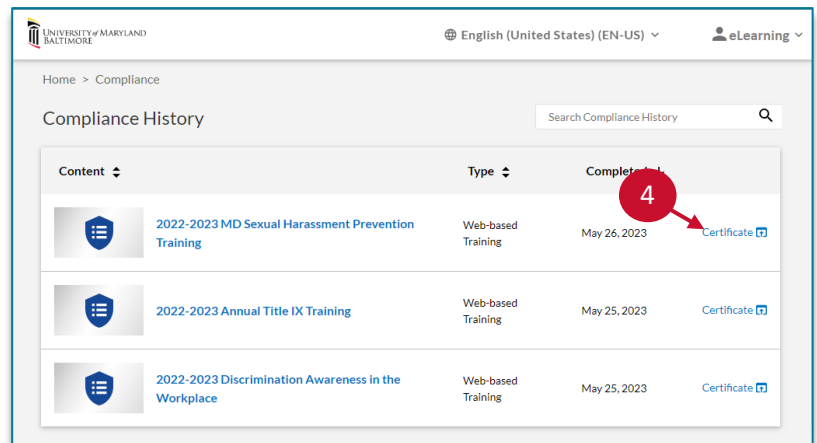 UNIVERSITY of MARYLAND
BALTIMORE
English (United States) (EN-US)
eLearning
Home > Compliance
Compliance History
Search Compliance History
Content
Type
4
2022-2023 MD Sexual Harassment Prevention
Training
Web-based
Training
May 26, 2023
Certificate
2022-2023 Annual Title IX Training
Web-based
Training
May 25, 2023
Certificate
2022-2023 Discrimination Awareness in the
Workplace
Web-based
Training
May 25, 2023
Certificate